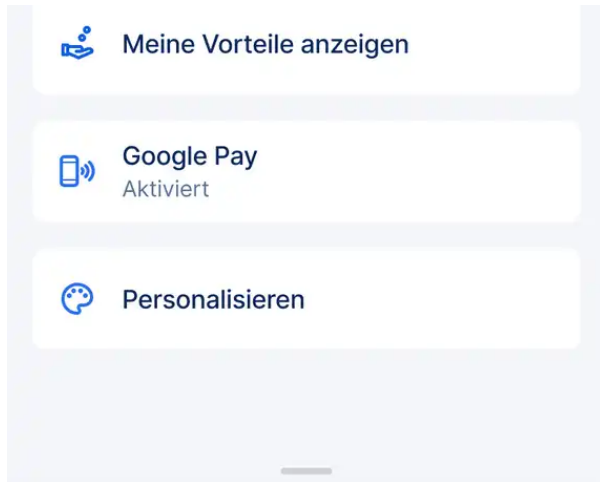 Meine Vorteile anzeigen
Google Pay
Aktiviert
Personalisieren